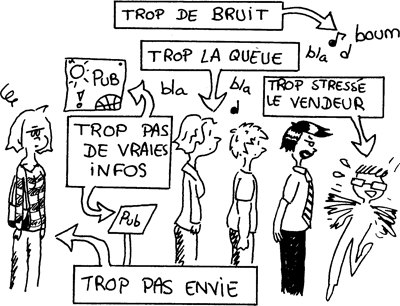 TROP DE BRUIT
boum
TROP LA QUEUE
bla
d
PUB
bla
bla
TROP STRESSÉ
LE VENDEUR
TROP PAS
DE VRAIES
INFOS
Pub
TROP PAS ENVIE